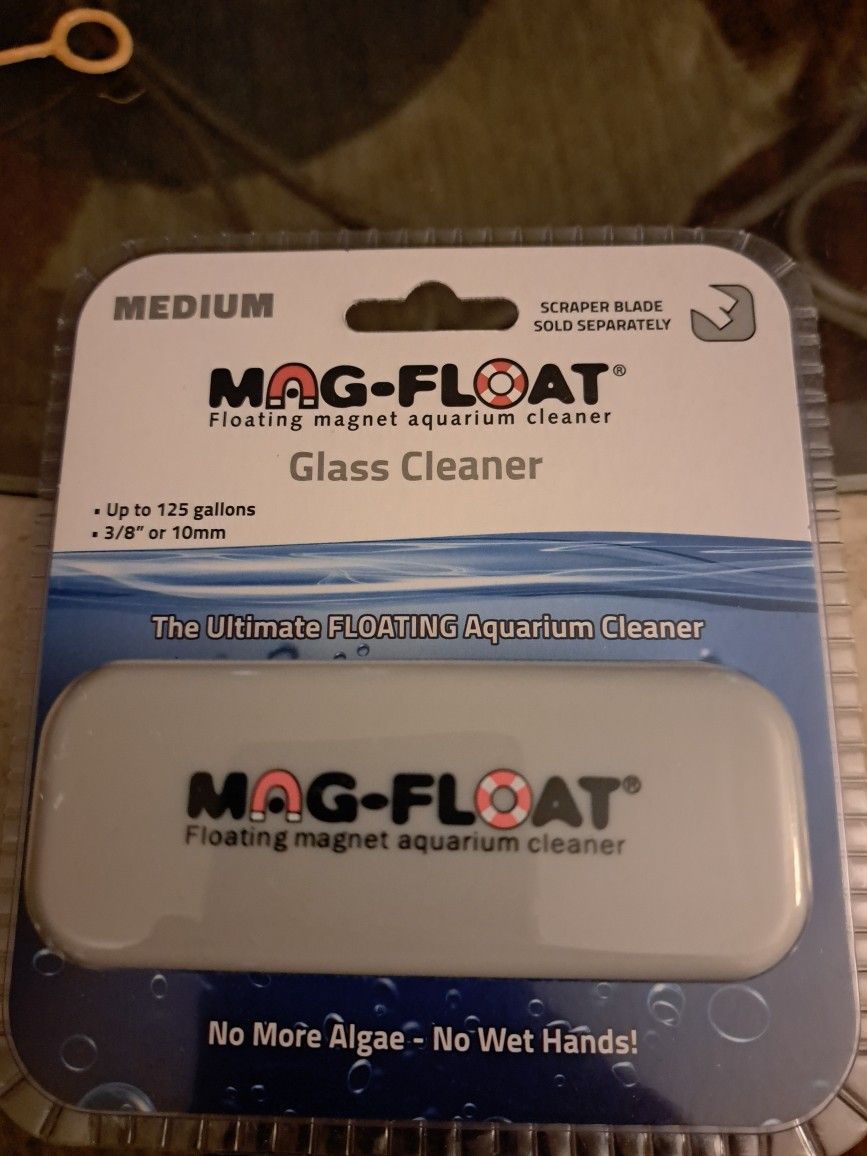 MEDIUM
SCRAPER BLADE
SOLD SEPARATELY
MAG-FLOAT®
Floating magnet aquarium cleaner
Glass Cleaner
▪ Up to 125 gallons
▪ 3/8” or 10mm
The Ultimate FLOATING Aquarium Cleaner
MAG-FLOAT®
Floating magnet aquarium cleaner
No More Algae - No Wet Hands!